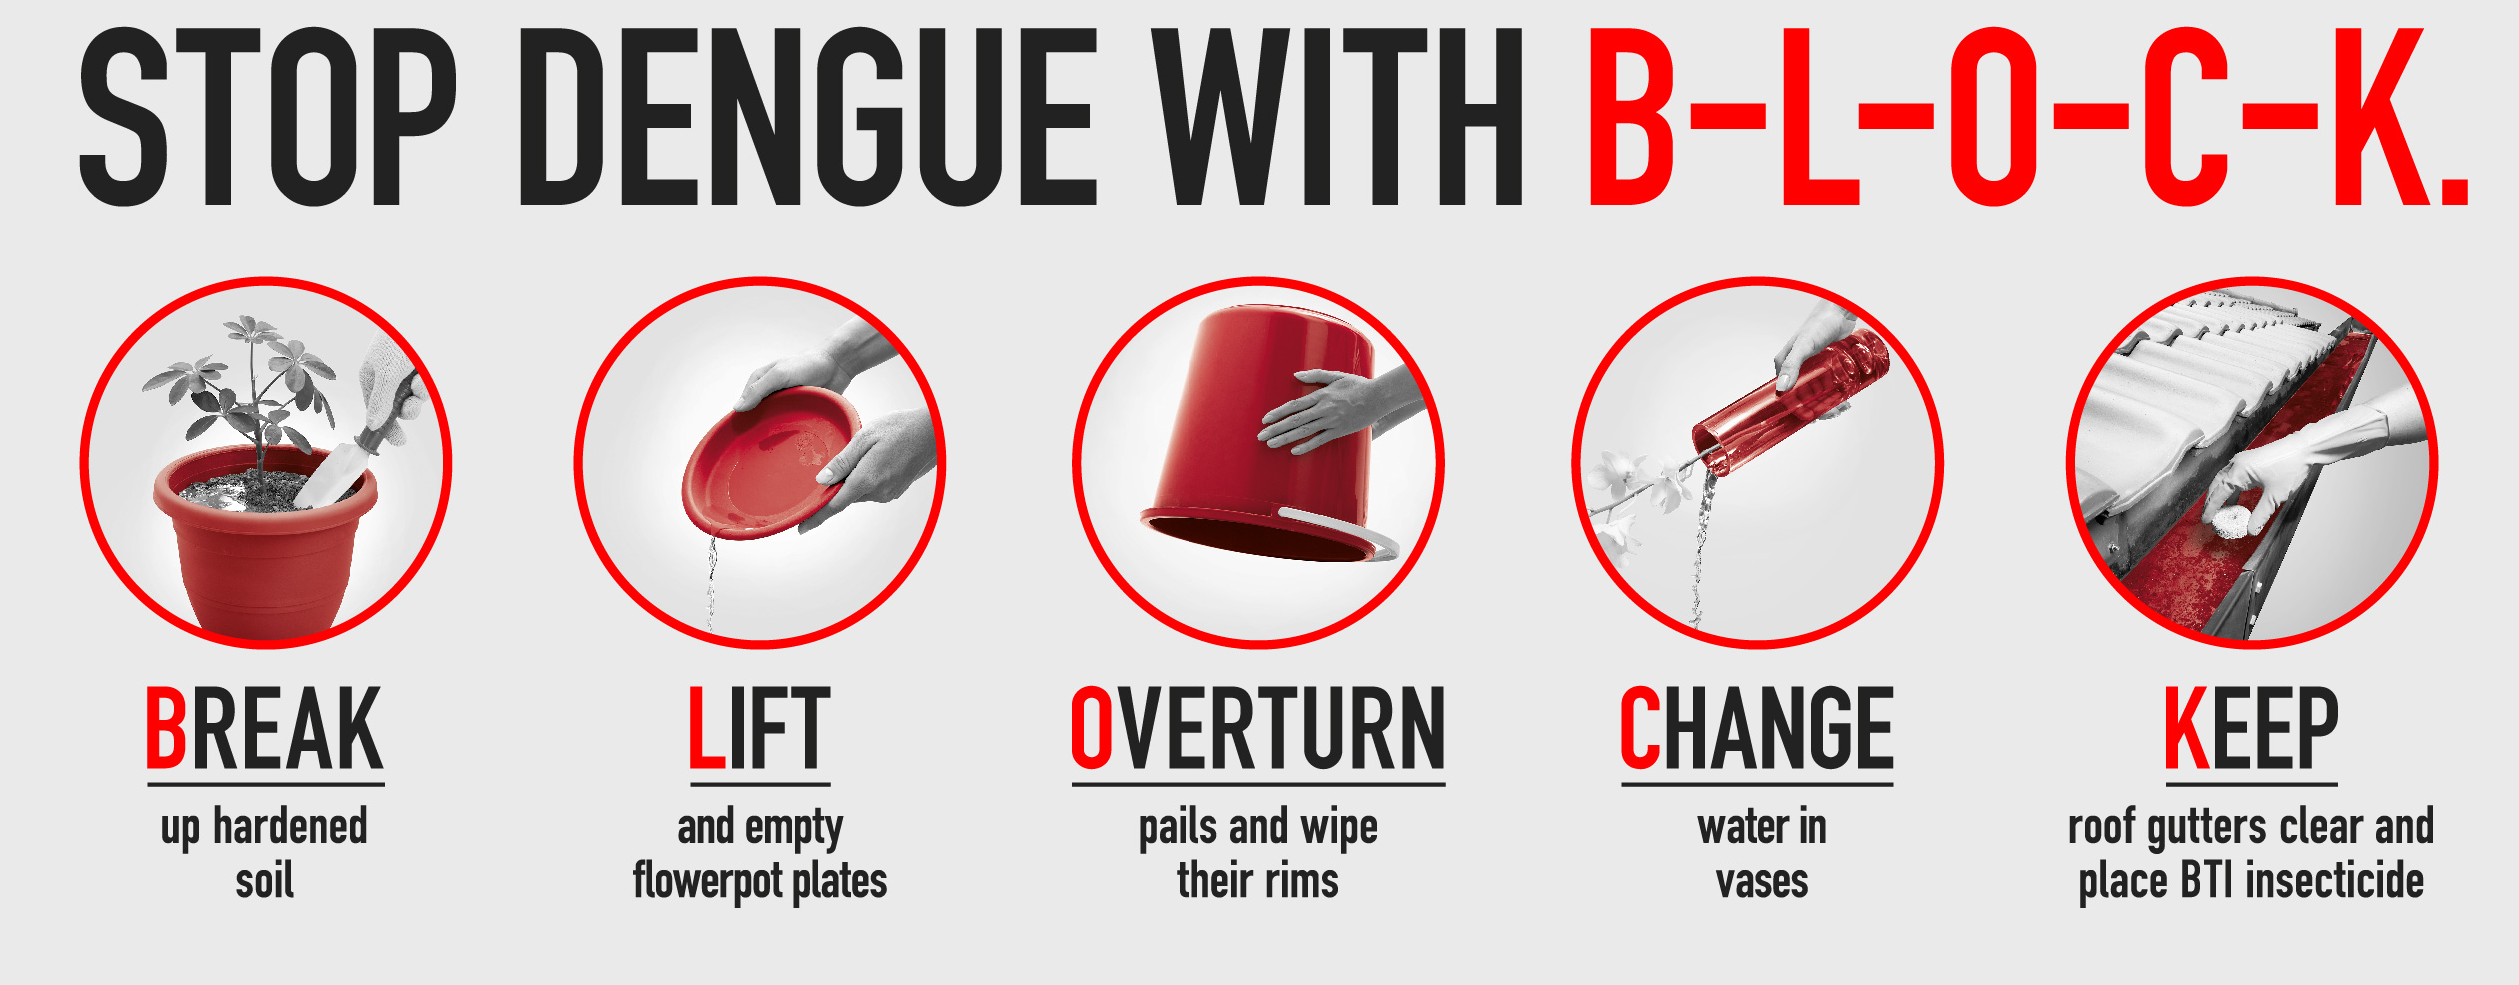 STOP DENGUE WITH B-L-O-C-K.
BREAK
up hardened
soil
LIFT
and empty
flowerpot plates
OVERTURN
pails and wipe
their rims
CHANGE
water in
vases
KEEP
roof gutters clear and
place BTI insecticide